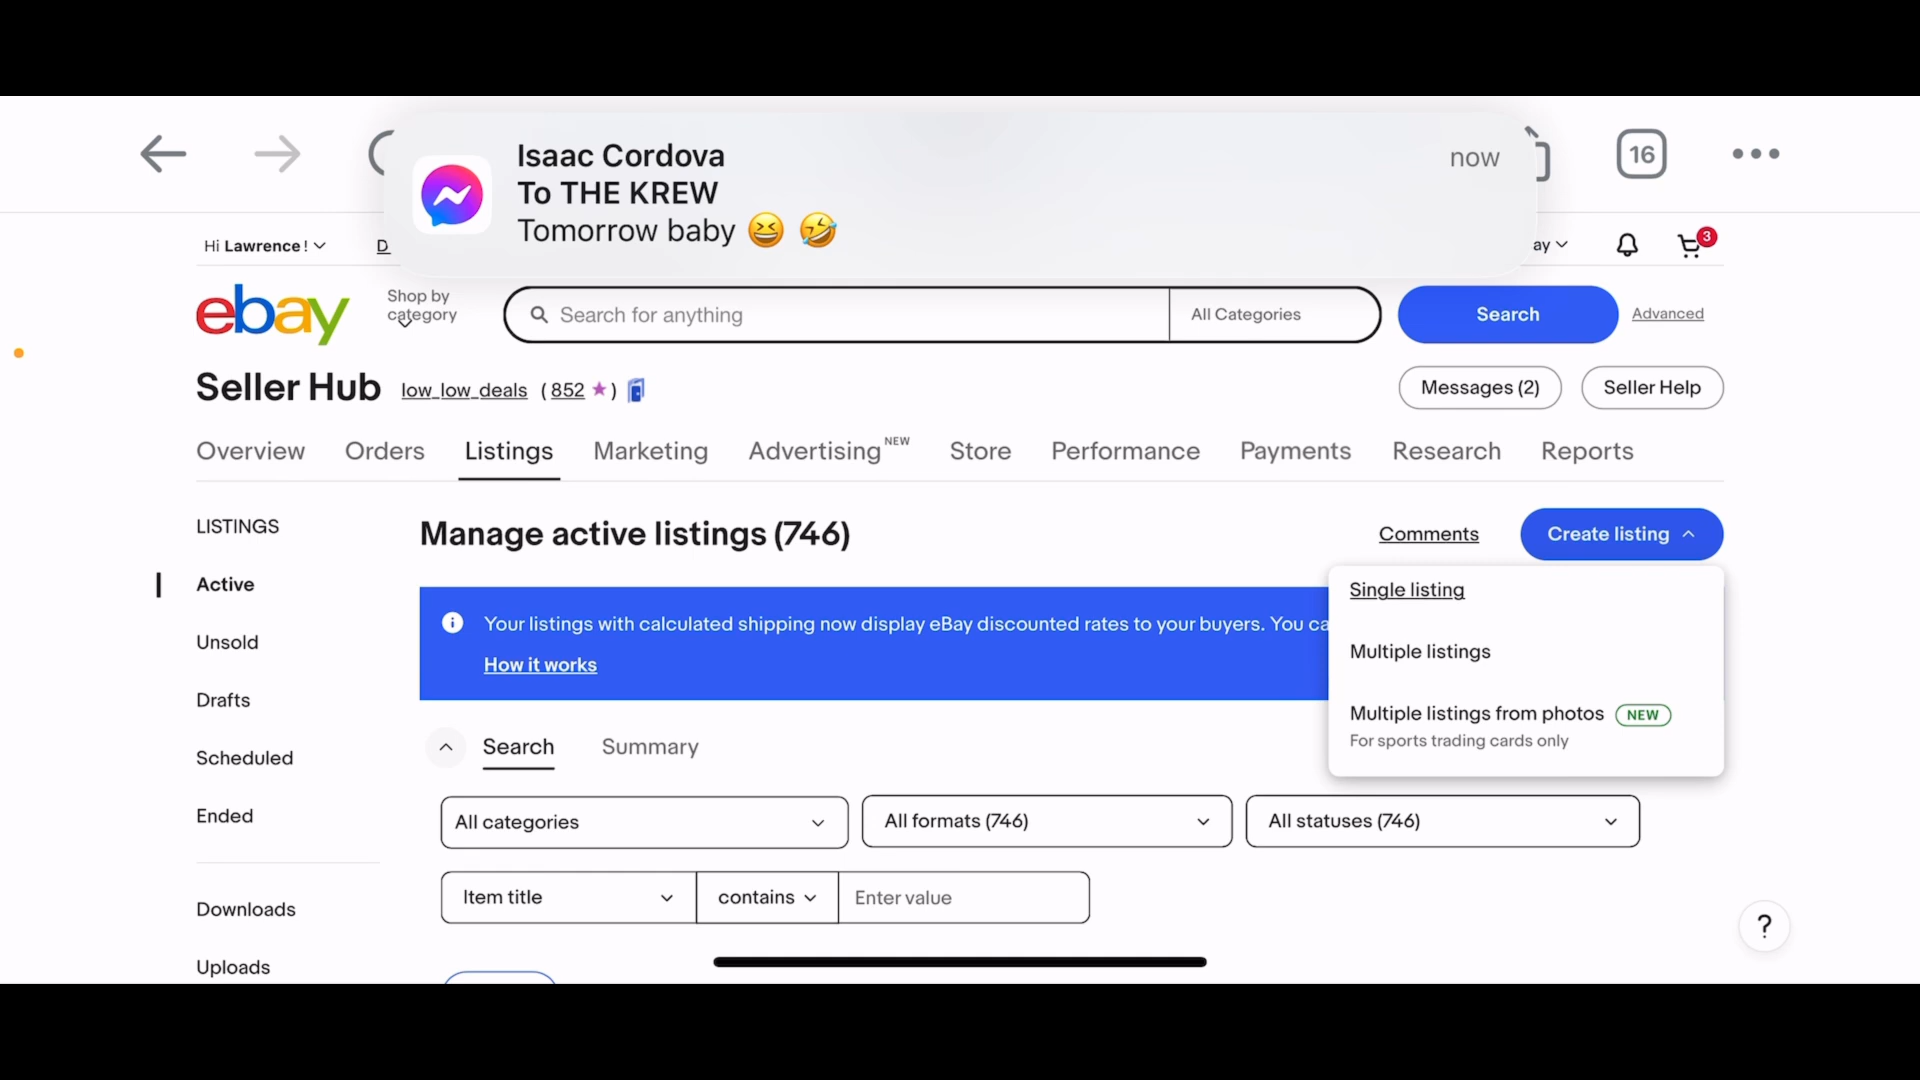 Isaac Cordova
now
To THE KREW
Tomorrow baby 😆 🤣
16
Hi Lawrence!
D
ay
3
ebay
Shop by category
Search for anything
All Categories
Search
Advanced
Seller Hub
low_low_deals (852 ★)
Messages (2)
Seller Help
Overview
Orders
Listings
Marketing
Advertising NEW
Store
Performance
Payments
Research
Reports
LISTINGS
Active
Unsold
Drafts
Scheduled
Ended
Downloads
Uploads
Manage active listings (746)
Comments
Create listing
Single listing
Multiple listings
Multiple listings from photos NEW
For sports trading cards only
Your listings with calculated shipping now display eBay discounted rates to your buyers. You ca
How it works
Search
Summary
All categories
All formats (746)
All statuses (746)
Item title
contains
Enter value
?